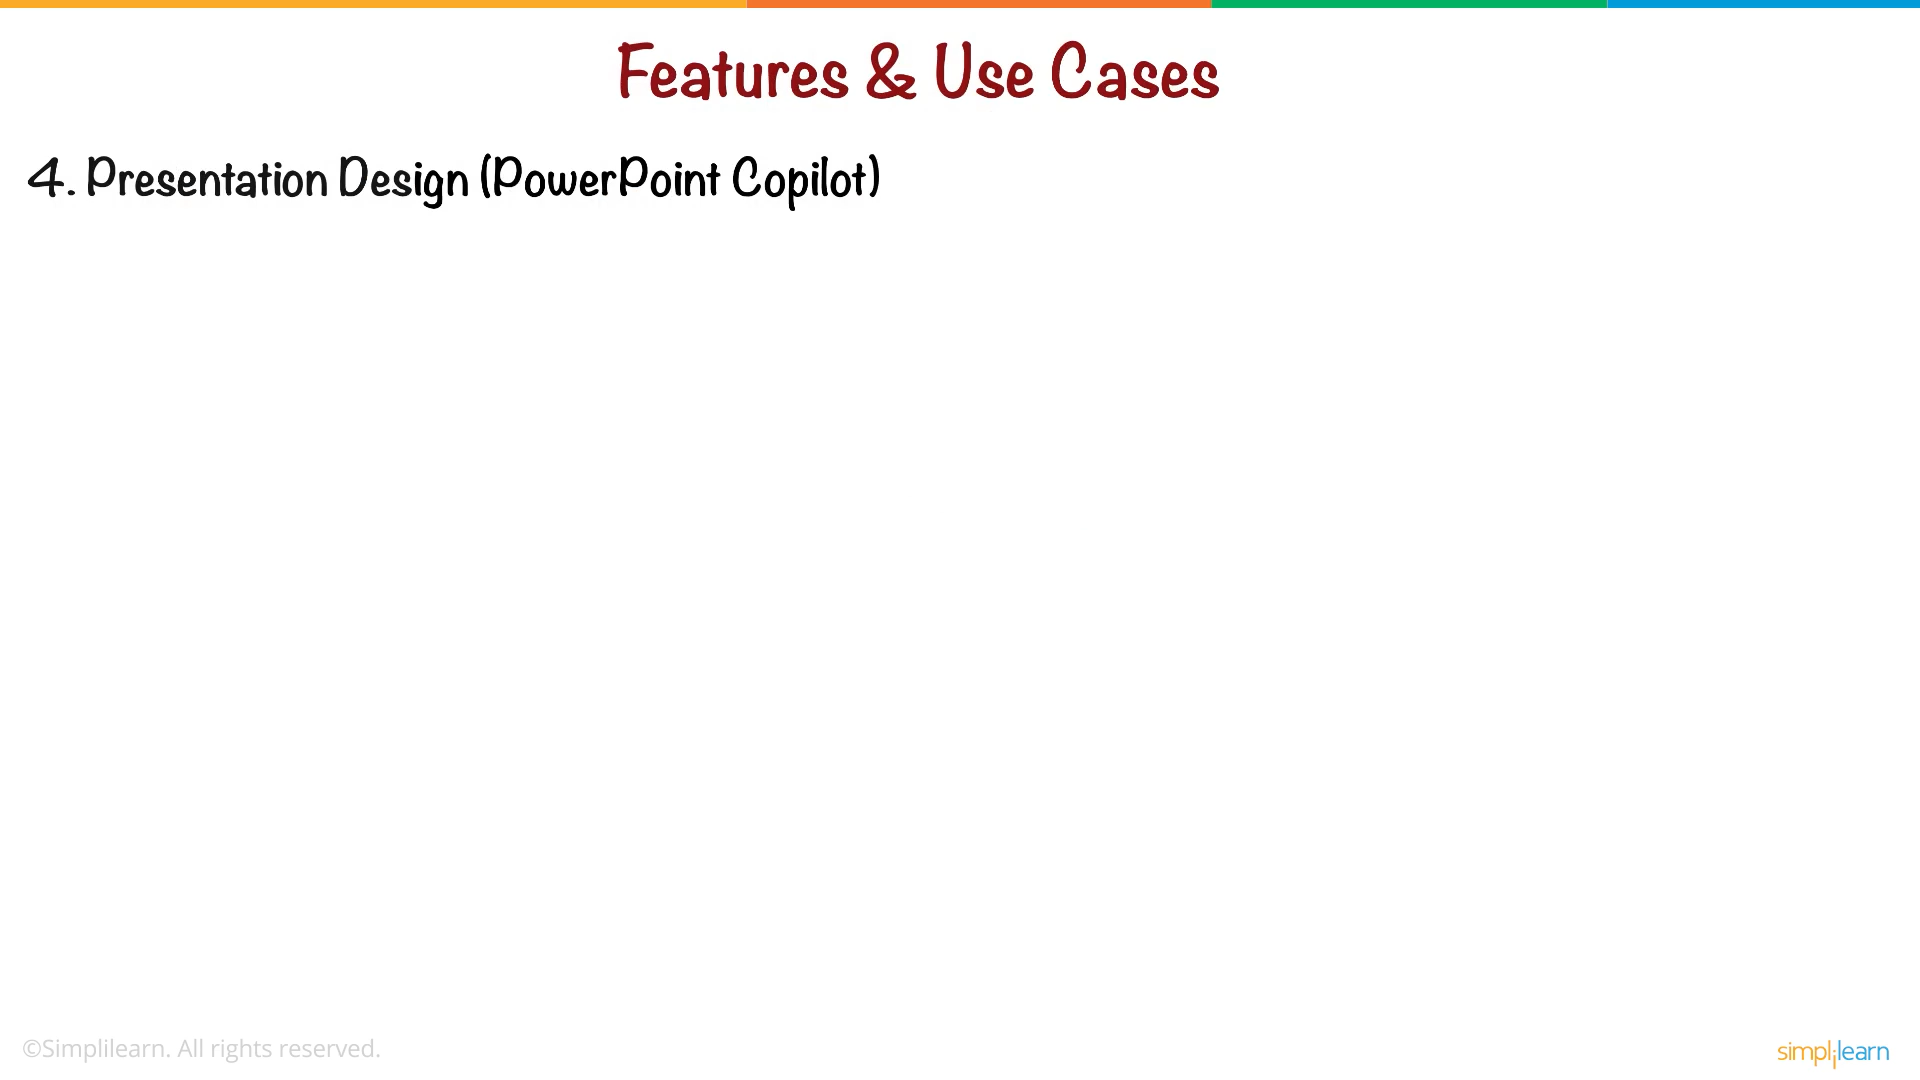 Features & Use Cases
4. Presentation Design (PowerPoint Copilot)
©Simplilearn. All rights reserved.
simplilearn